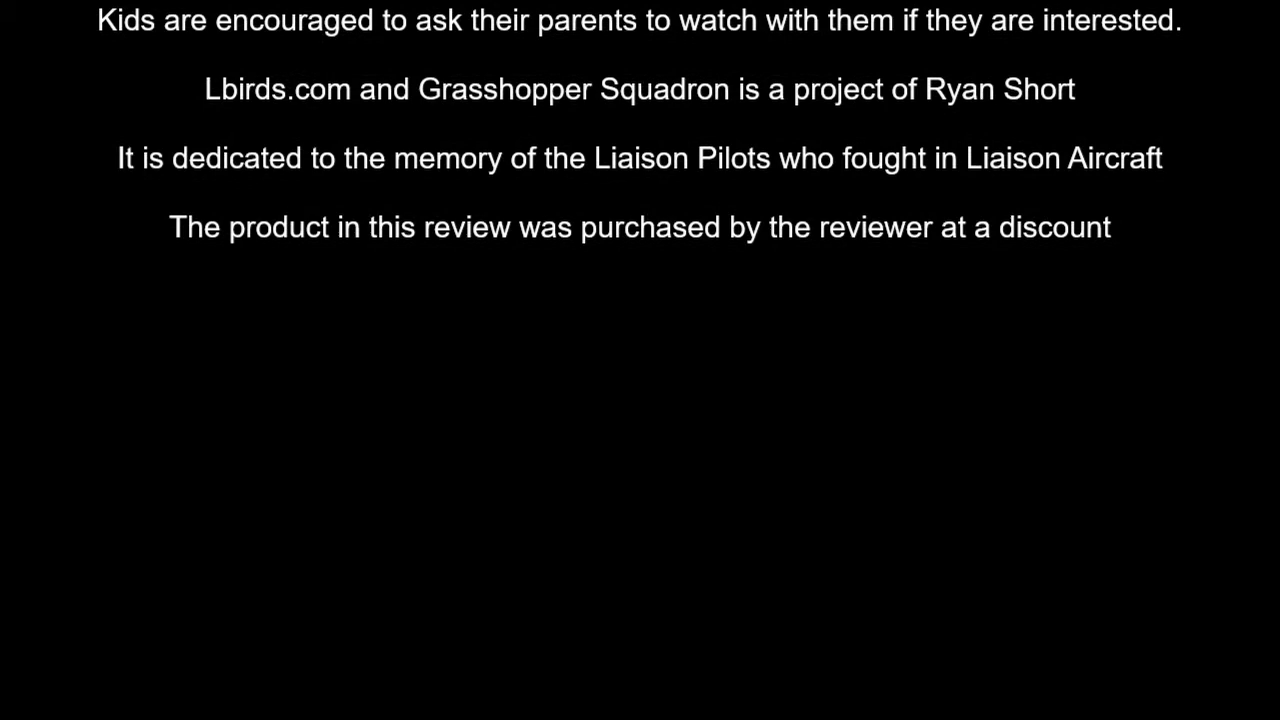 Kids are encouraged to ask their parents to watch with them if they are interested.
Lbirds.com and Grasshopper Squadron is a project of Ryan Short
It is dedicated to the memory of the Liaison Pilots who fought in Liaison Aircraft
The product in this review was purchased by the reviewer at a discount